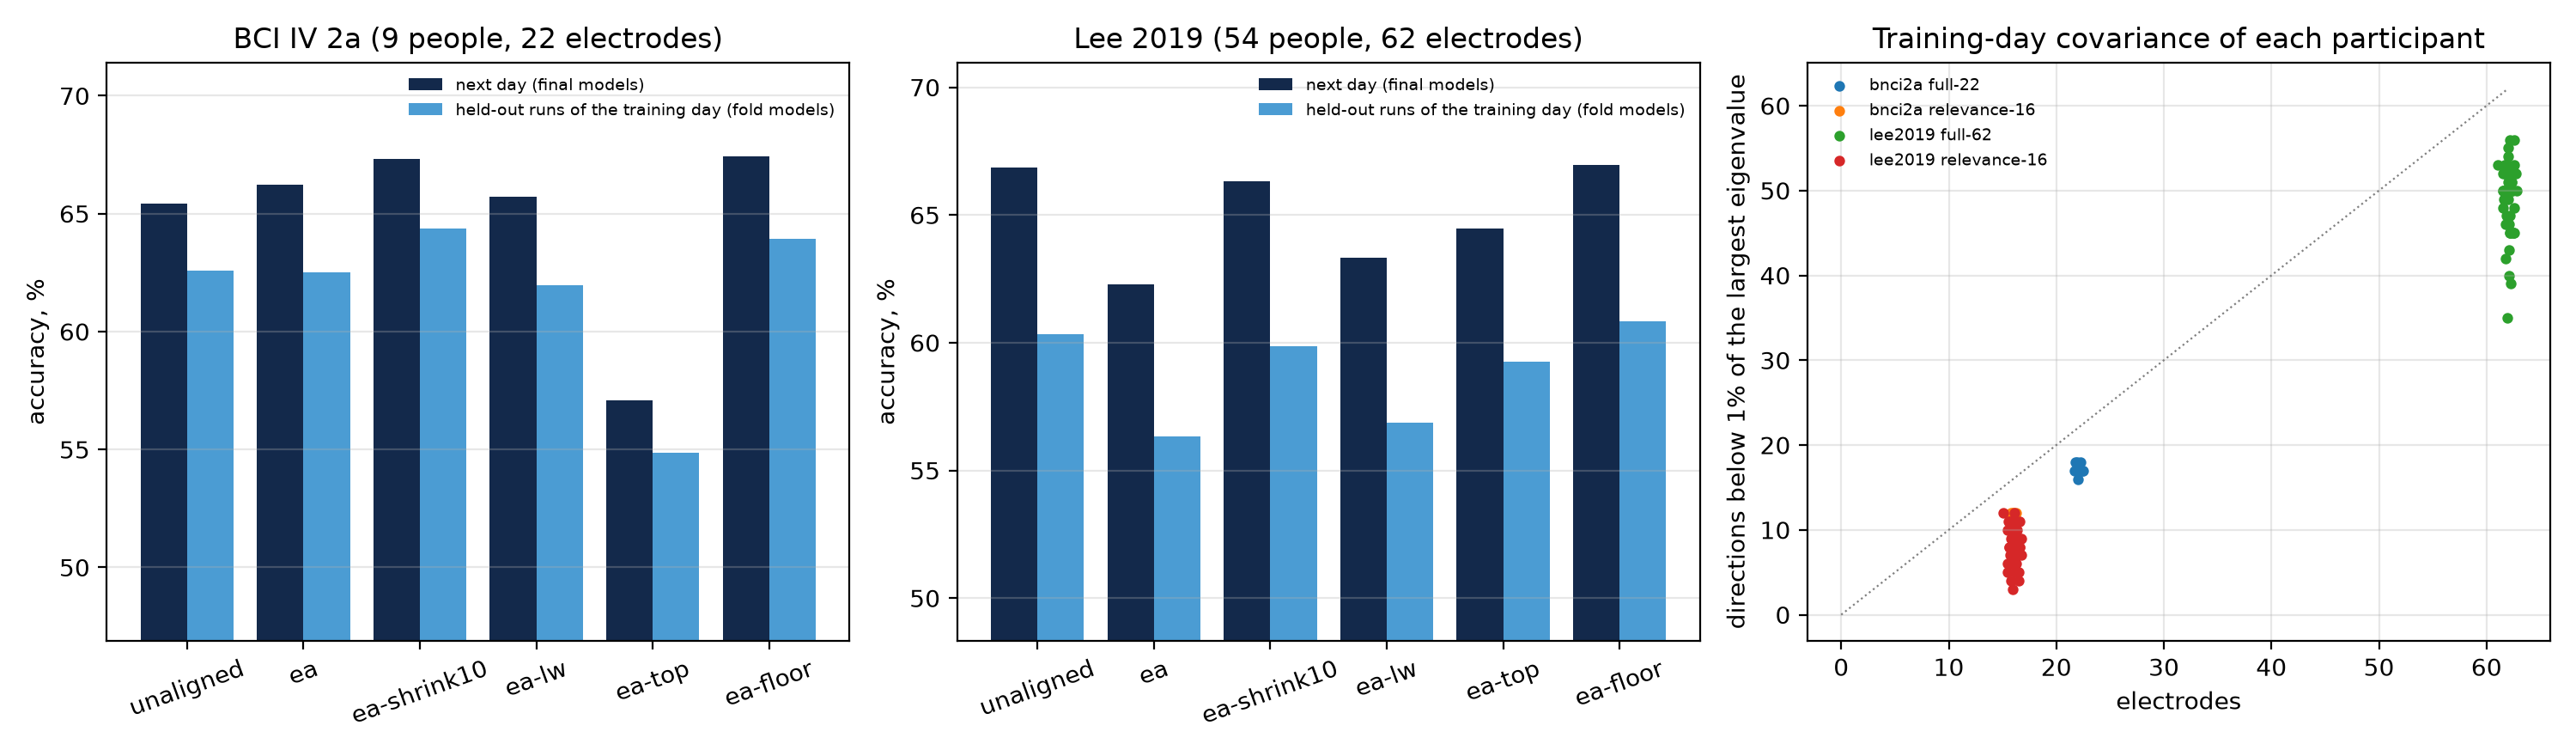 BCI IV 2a (9 people, 22 electrodes)
next day (final models)
held-out runs of the training day (fold models)
accuracy, %
70
65
60
55
50
unaligned
ea
ea-shrink10
ea-lw
ea-top
ea-floor
Lee 2019 (54 people, 62 electrodes)
next day (final models)
held-out runs of the training day (fold models)
accuracy, %
70
65
60
55
50
unaligned
ea
ea-shrink10
ea-lw
ea-top
ea-floor
Training-day covariance of each participant
bnci2a full-22
bnci2a relevance-16
lee2019 full-62
lee2019 relevance-16
directions below 1% of the largest eigenvalue
60
50
40
30
20
10
0
0 10 20 30 40 50 60
electrodes